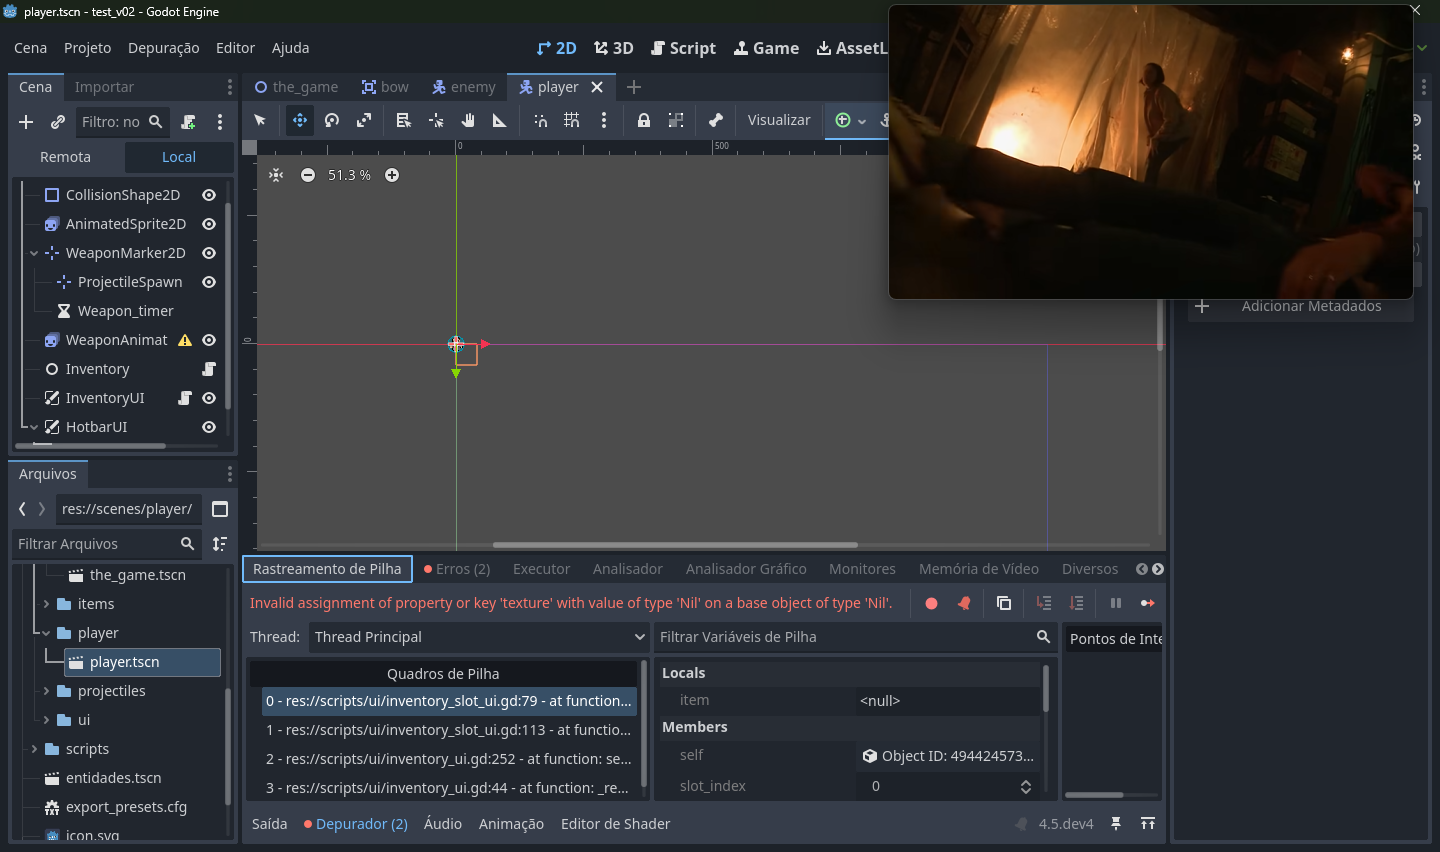 player.tscn - test_v02 - Godot Engine
Cena Projeto Depuração Editor Ajuda
2D 3D Script Game AssetL
Cena Importar
the_game bow enemy player
Filtro: no
Visualizar
Remota Local
0 500
51.3 %
0
CollisionShape2D
AnimatedSprite2D
WeaponMarker2D
ProjectileSpawn
Weapon_timer
WeaponAnimat
Inventory
InventoryUI
HotbarUI
Adicionar Metadados
Arquivos
res://scenes/player/
Filtrar Arquivos
the_game.tscn
items
player
player.tscn
projectiles
ui
scripts
entidades.tscn
export_presets.cfg
icon.svg
Rastreamento de Pilha Erros (2) Executor Analisador Analisador Gráfico Monitores Memória de Vídeo Diversos
Invalid assignment of property or key 'texture' with value of type 'Nil' on a base object of type 'Nil'.
Thread: Thread Principal
Filtrar Variáveis de Pilha
Pontos de Inte
Quadros de Pilha
0 - res://scripts/ui/inventory_slot_ui.gd:79 - at function...
1 - res://scripts/ui/inventory_slot_ui.gd:113 - at functio...
2 - res://scripts/ui/inventory_ui.gd:252 - at function: se...
3 - res://scripts/ui/inventory_ui.gd:44 - at function: _re...
Locals
item <null>
Members
self Object ID: 494424573...
slot_index 0
Saída Depurador (2) Áudio Animação Editor de Shader
4.5.dev4